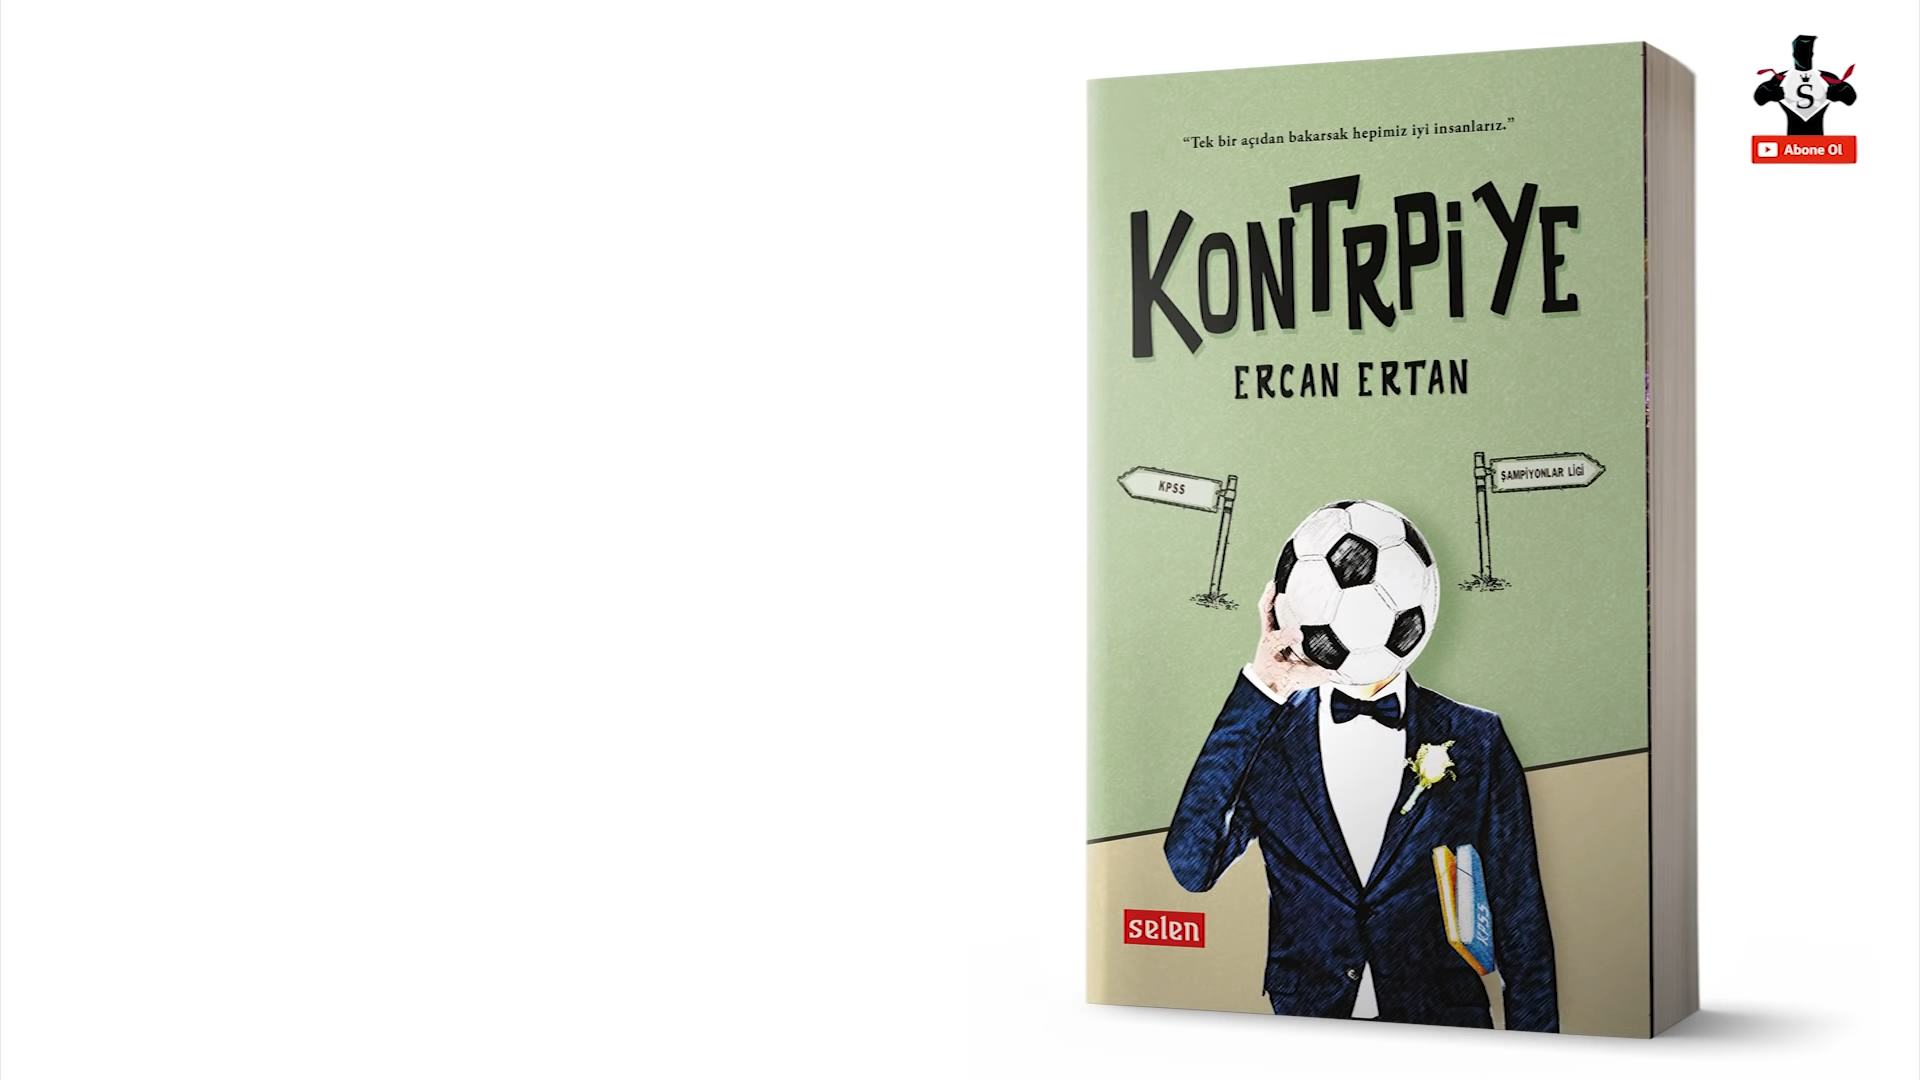 “Tek bir açıdan bakarsak hepimiz iyi insanlarız.”
KONTRPİYE
ERCAN ERTAN
KPSS
ŞAMPİYONLAR LİGİ
KPSS
selen
S
Abone Ol